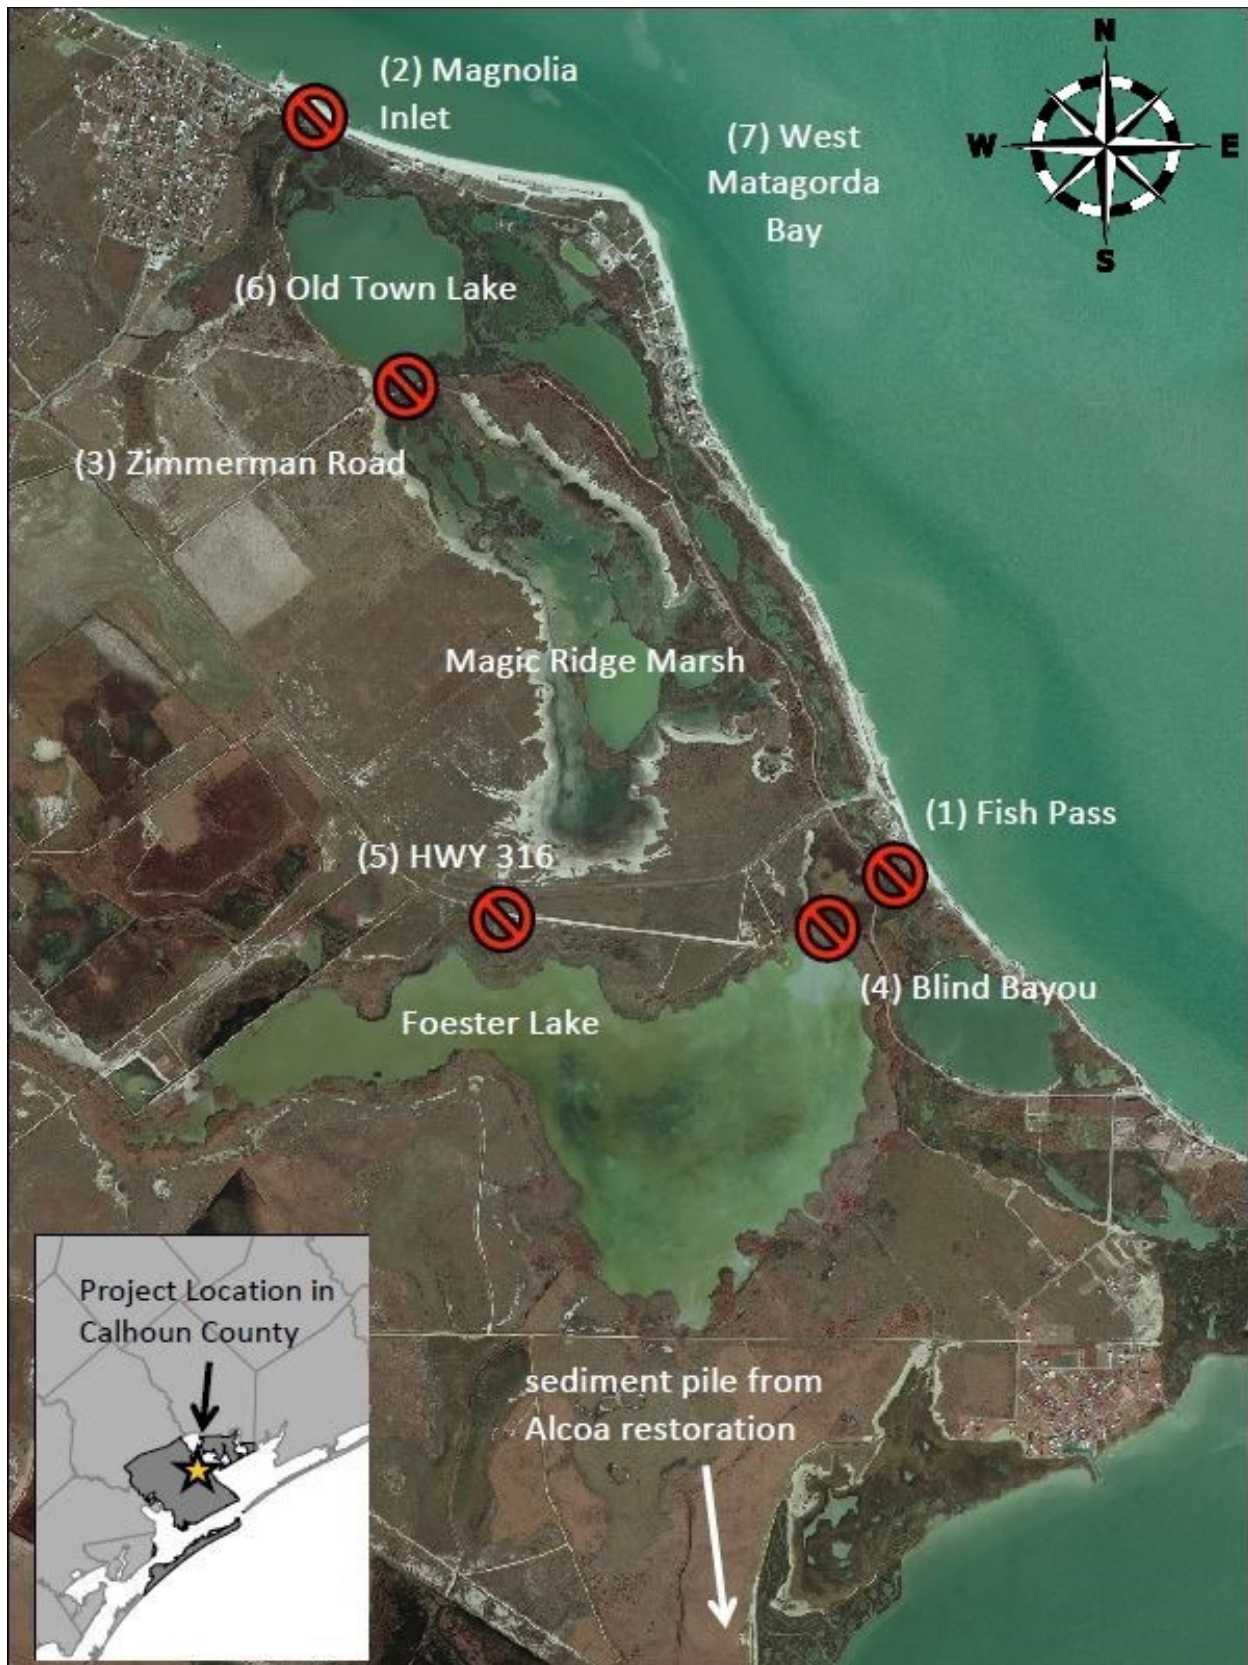 (2) Magnolia
Inlet
N
W
E
S
(7) West
Matagorda
Bay
(6) Old Town Lake
(3) Zimmerman Road
Magic Ridge Marsh
(1) Fish Pass
(5) HWY 316
(4) Blind Bayou
Foester Lake
Project Location in
Calhoun County
sediment pile from
Alcoa restoration